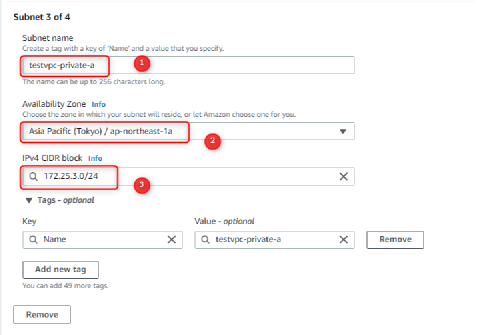 Subnet 3 of 4
Subnet name
Create a tag with a key of 'Name' and a value that you specify.
testvpc-private-a
1
The name can be up to 256 characters long.
Availability Zone Info
Choose the zone in which your subnet will reside, or let Amazon choose one for you.
Asia Pacific (Tokyo) / ap-northeast-1a
2
IPv4 CIDR block Info
172.25.3.0/24
3
Tags - optional
Key Value - optional
Name testvpc-private-a Remove
Add new tag
You can add 49 more tags.
Remove